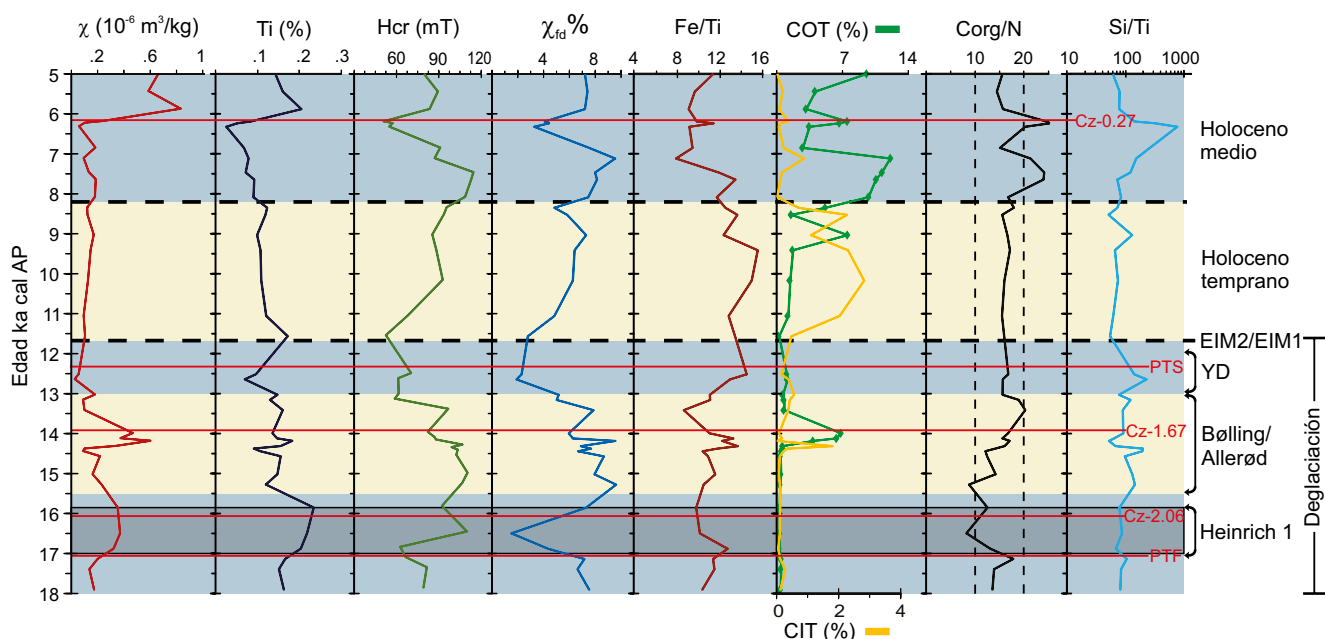 χ (10-6 m3/kg) Ti (%) Hcr (mT) χfd% Fe/Ti COT (%) Corg/N Si/Ti
.2 .6 1 .1 .2 .3 40 80 120 4 8 4 8 12 16 7 14 10 20 10 100 1000
Edad ka cal AP
5
6
7
8
9
10
11
12
13
14
15
16
17
18
Cz-0.27
Holoceno
medio
Holoceno
temprano
EIM2/EIM1
PTS
YD
Cz-1.67
Bølling/
Allerød
Cz-2.06
Heinrich 1
PTF
Deglaciación
0 4
CIT (%)